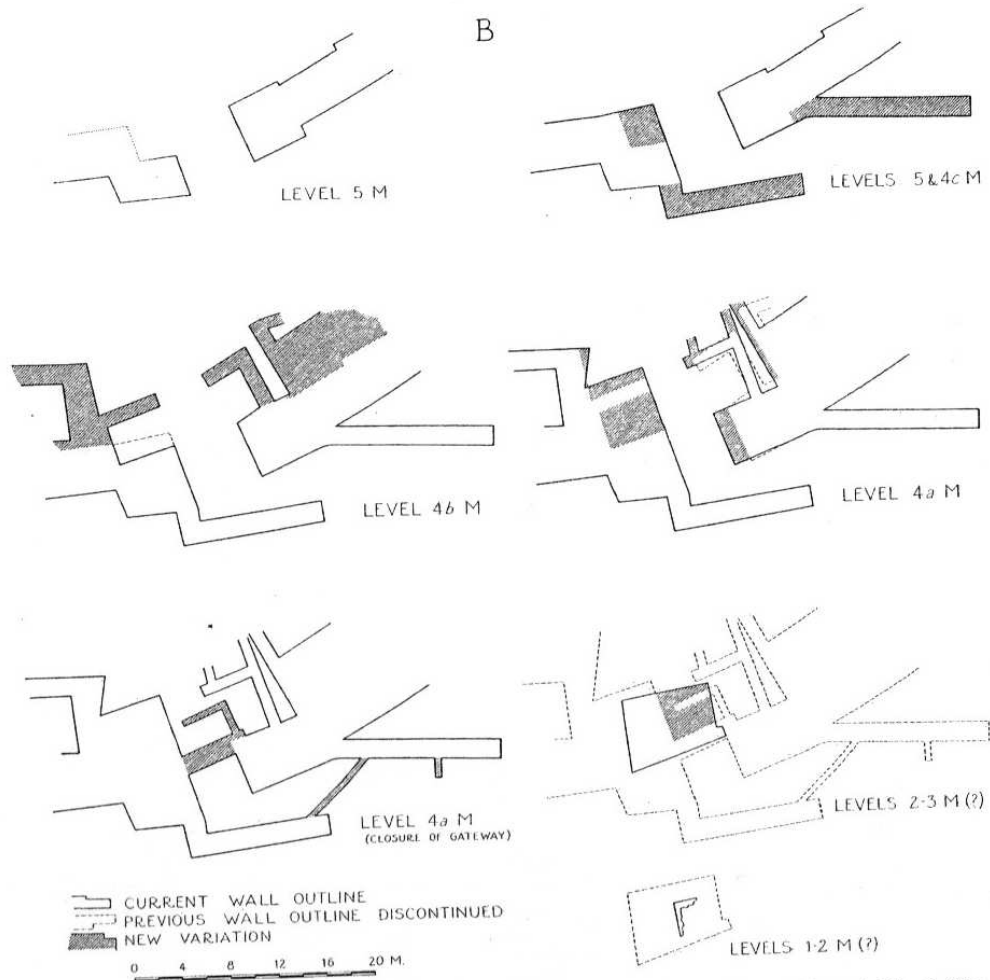 B
LEVEL 5 M
LEVELS 5 & 4c M
LEVEL 4b M
LEVEL 4a M
LEVEL 4a M
(CLOSURE OF GATEWAY)
LEVELS 2-3 M (?)
CURRENT WALL OUTLINE
PREVIOUS WALL OUTLINE DISCONTINUED
NEW VARIATION
0 4 8 12 16 20 M.
LEVELS 1-2 M (?)